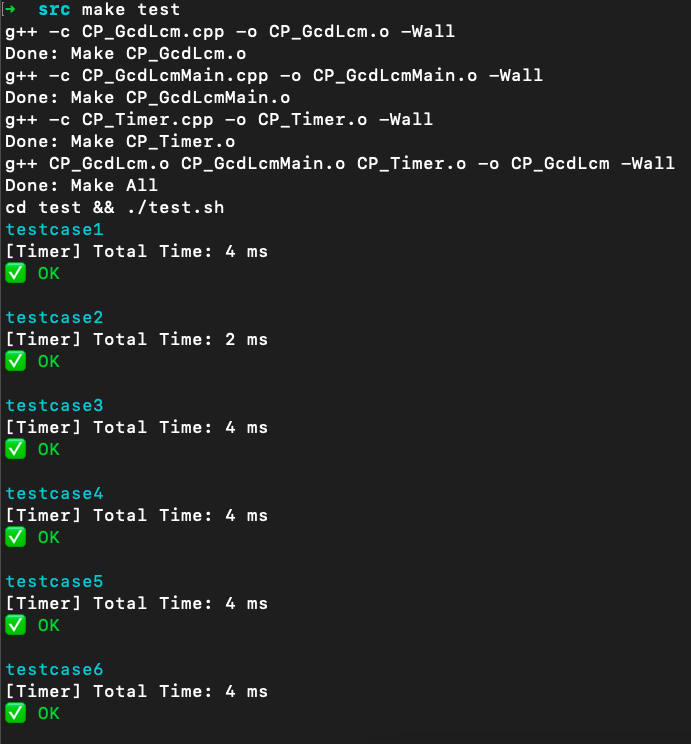 → src make test
g++ -c CP_GcdLcm.cpp -o CP_GcdLcm.o -Wall
Done: Make CP_GcdLcm.o
g++ -c CP_GcdLcmMain.cpp -o CP_GcdLcmMain.o -Wall
Done: Make CP_GcdLcmMain.o
g++ -c CP_Timer.cpp -o CP_Timer.o -Wall
Done: Make CP_Timer.o
g++ CP_GcdLcm.o CP_GcdLcmMain.o CP_Timer.o -o CP_GcdLcm -Wall
Done: Make All
cd test && ./test.sh
testcase1
[Timer] Total Time: 4 ms
✅ OK
testcase2
[Timer] Total Time: 2 ms
✅ OK
testcase3
[Timer] Total Time: 4 ms
✅ OK
testcase4
[Timer] Total Time: 4 ms
✅ OK
testcase5
[Timer] Total Time: 4 ms
✅ OK
testcase6
[Timer] Total Time: 4 ms
✅ OK